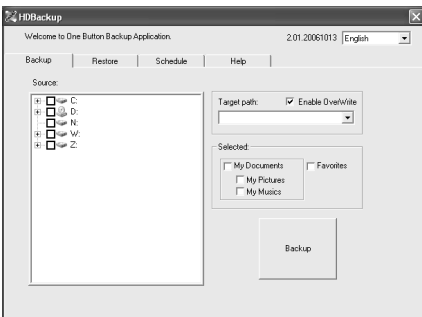 HDBackup
Welcome to One Button Backup Application.
2.01.20061013 English
Backup Restore Schedule Help
Source:
C:
D:
N:
W:
Z:
Target path: Enable OverWrite
Selected:
My Documents Favorites
My Pictures
My Musics
Backup